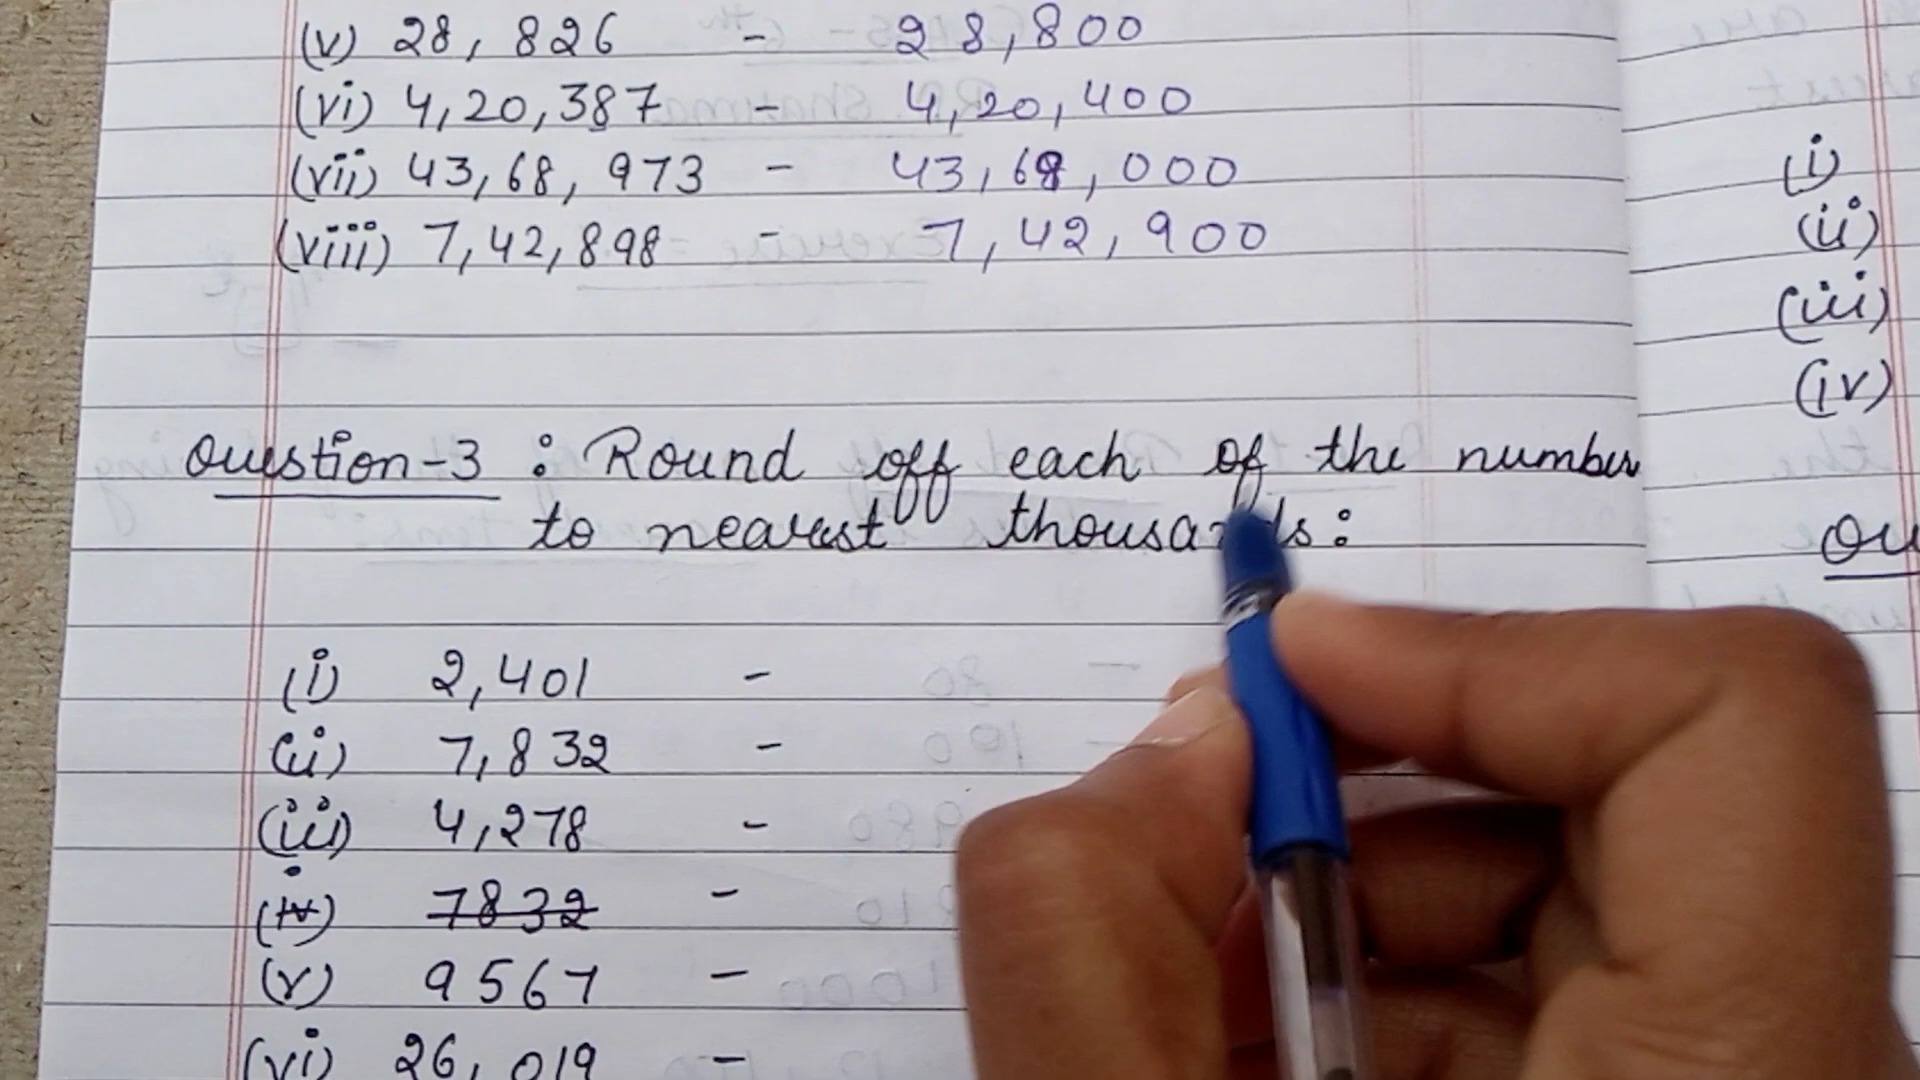 (v) 28, 826 - 28,800
(vi) 4,20,387 - 4,20,400
(vii) 43,68, 973 - 43,68,000
(viii) 7,42,898 - 7,42,900
(i)
(ii)
(iii)
(iv)
Question-3 : Round off each of the number
to nearest thousands:
Qu
(i) 2,401 -
(ii) 7,832 -
(iii) 4,278 -
(iv) 7832 -
(v) 9567 -
(vi) 26,019 -